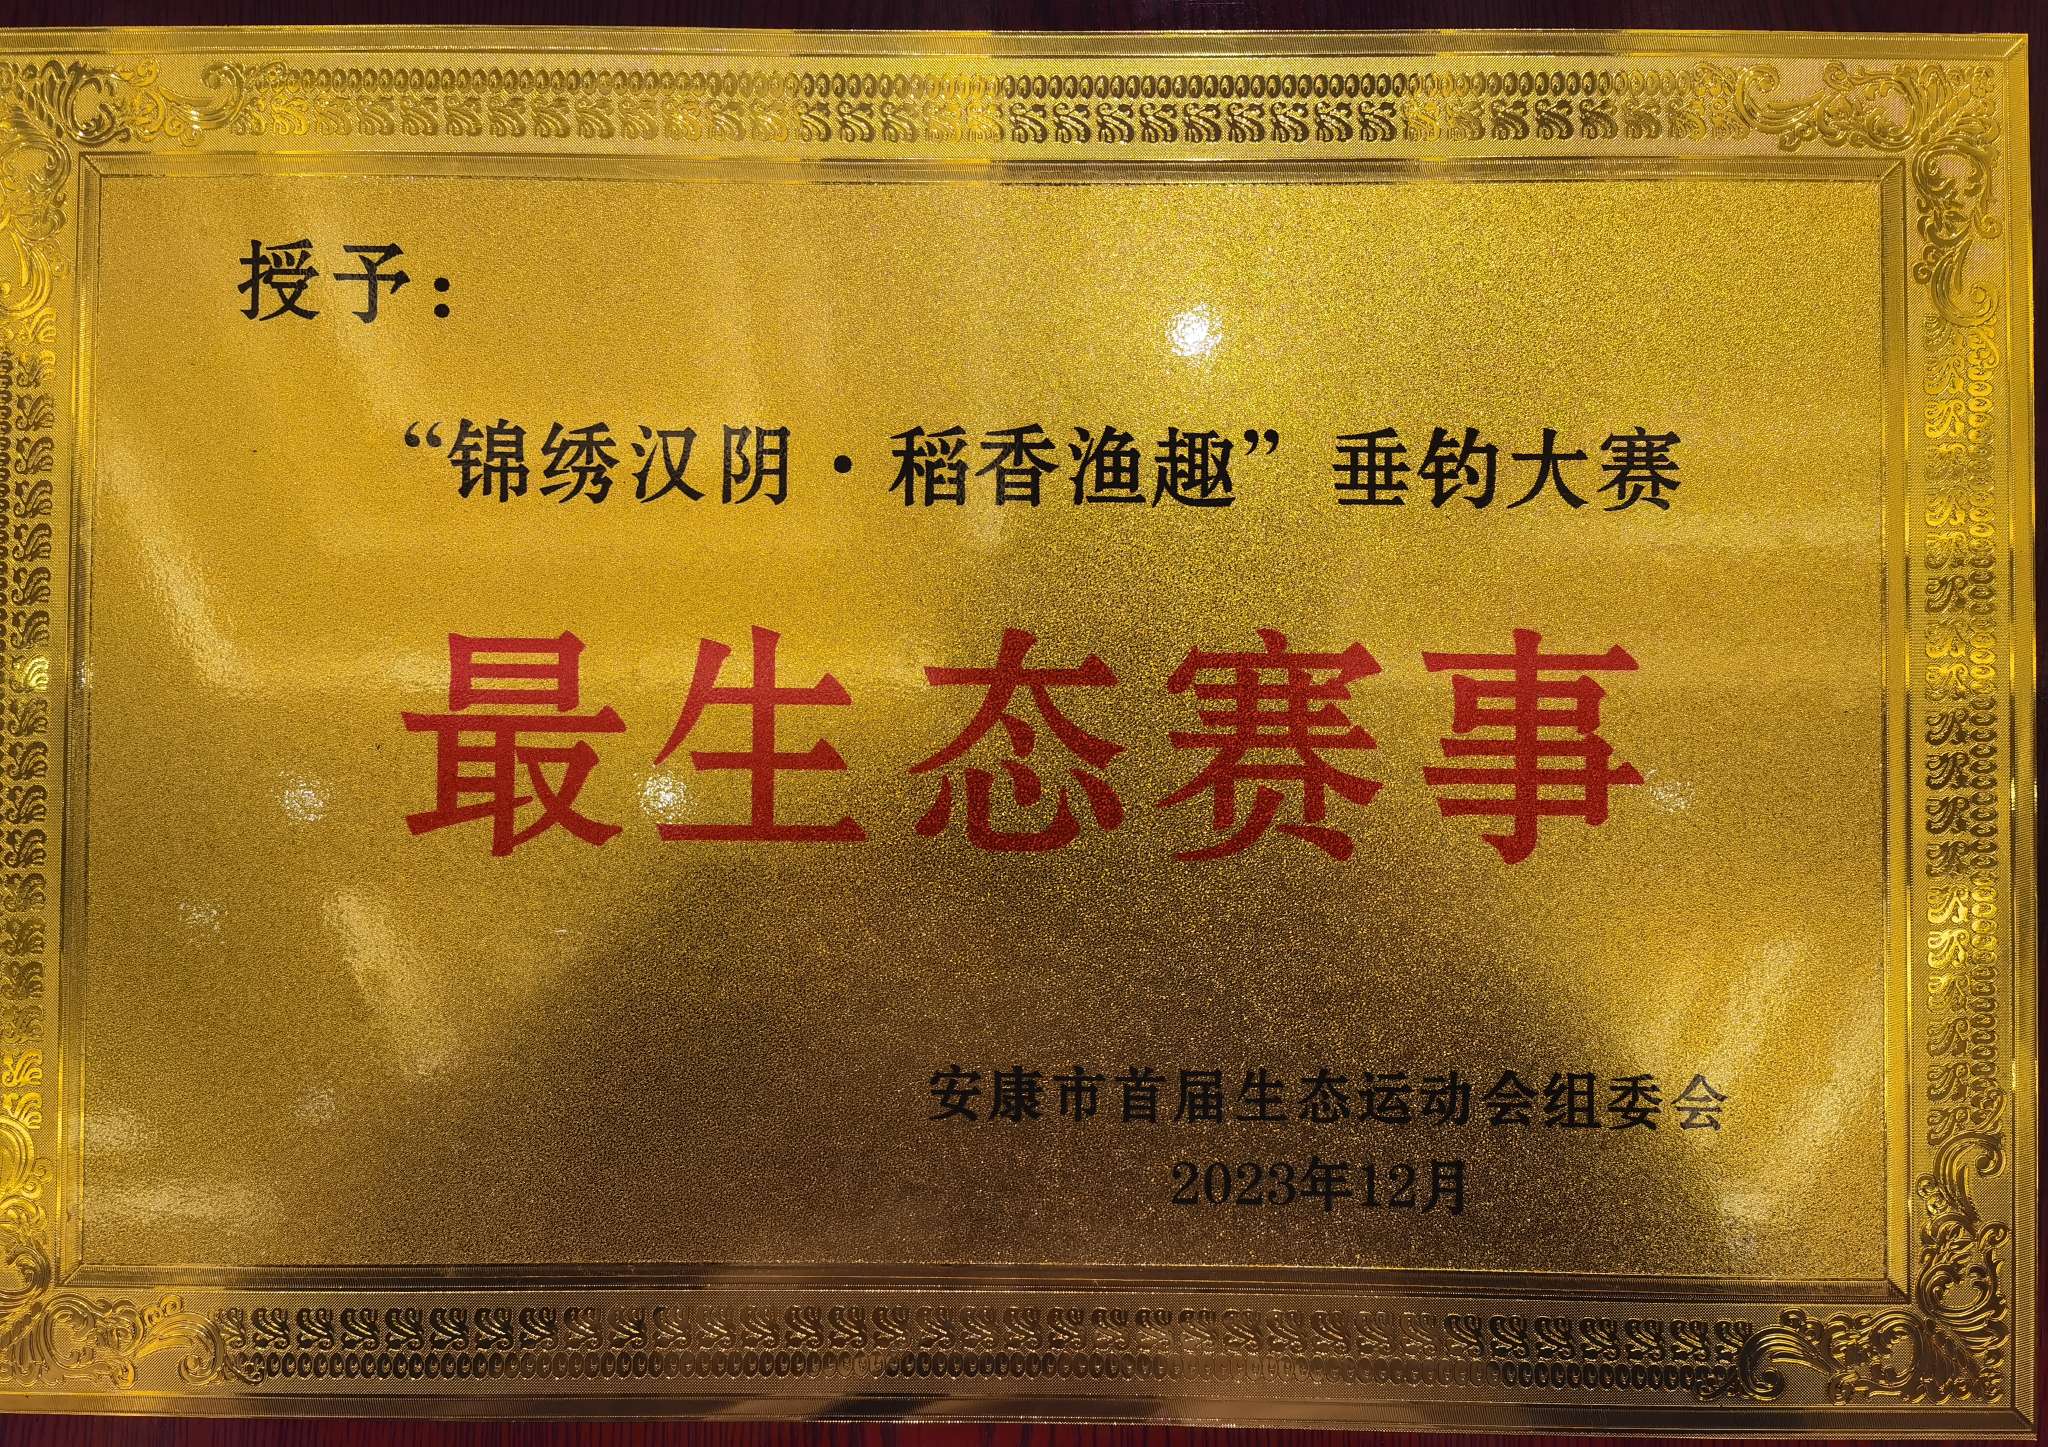 授予：
“锦绣汉阴·稻香渔趣”垂钓大赛
最生态赛事
安康市首届生态运动会组委会
2023年12月